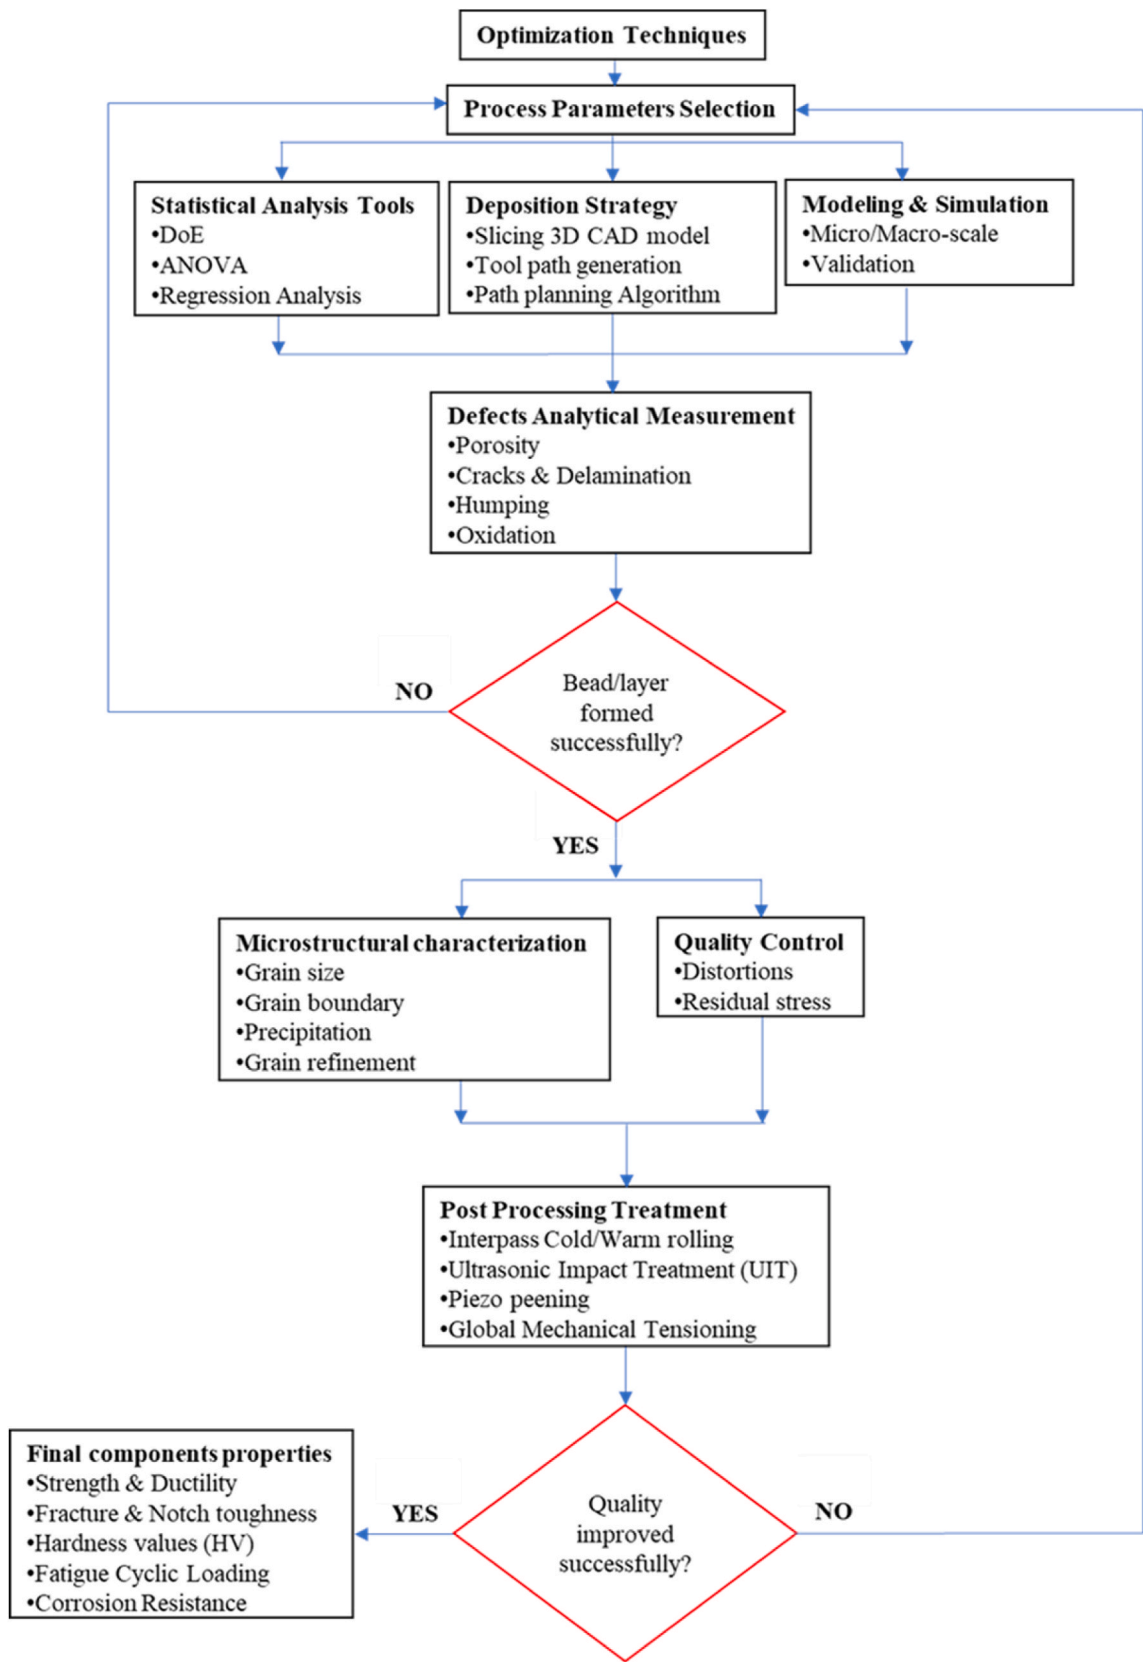 Optimization Techniques
Process Parameters Selection
Statistical Analysis Tools
•DoE
•ANOVA
•Regression Analysis
Deposition Strategy
•Slicing 3D CAD model
•Tool path generation
•Path planning Algorithm
Modeling & Simulation
•Micro/Macro-scale
•Validation
Defects Analytical Measurement
•Porosity
•Cracks & Delamination
•Humping
•Oxidation
NO
Bead/layer
formed
successfully?
YES
Microstructural characterization
•Grain size
•Grain boundary
•Precipitation
•Grain refinement
Quality Control
•Distortions
•Residual stress
Post Processing Treatment
•Interpass Cold/Warm rolling
•Ultrasonic Impact Treatment (UIT)
•Piezo peening
•Global Mechanical Tensioning
Final components properties
•Strength & Ductility
•Fracture & Notch toughness
•Hardness values (HV)
•Fatigue Cyclic Loading
•Corrosion Resistance
YES
Quality
improved
successfully?
NO